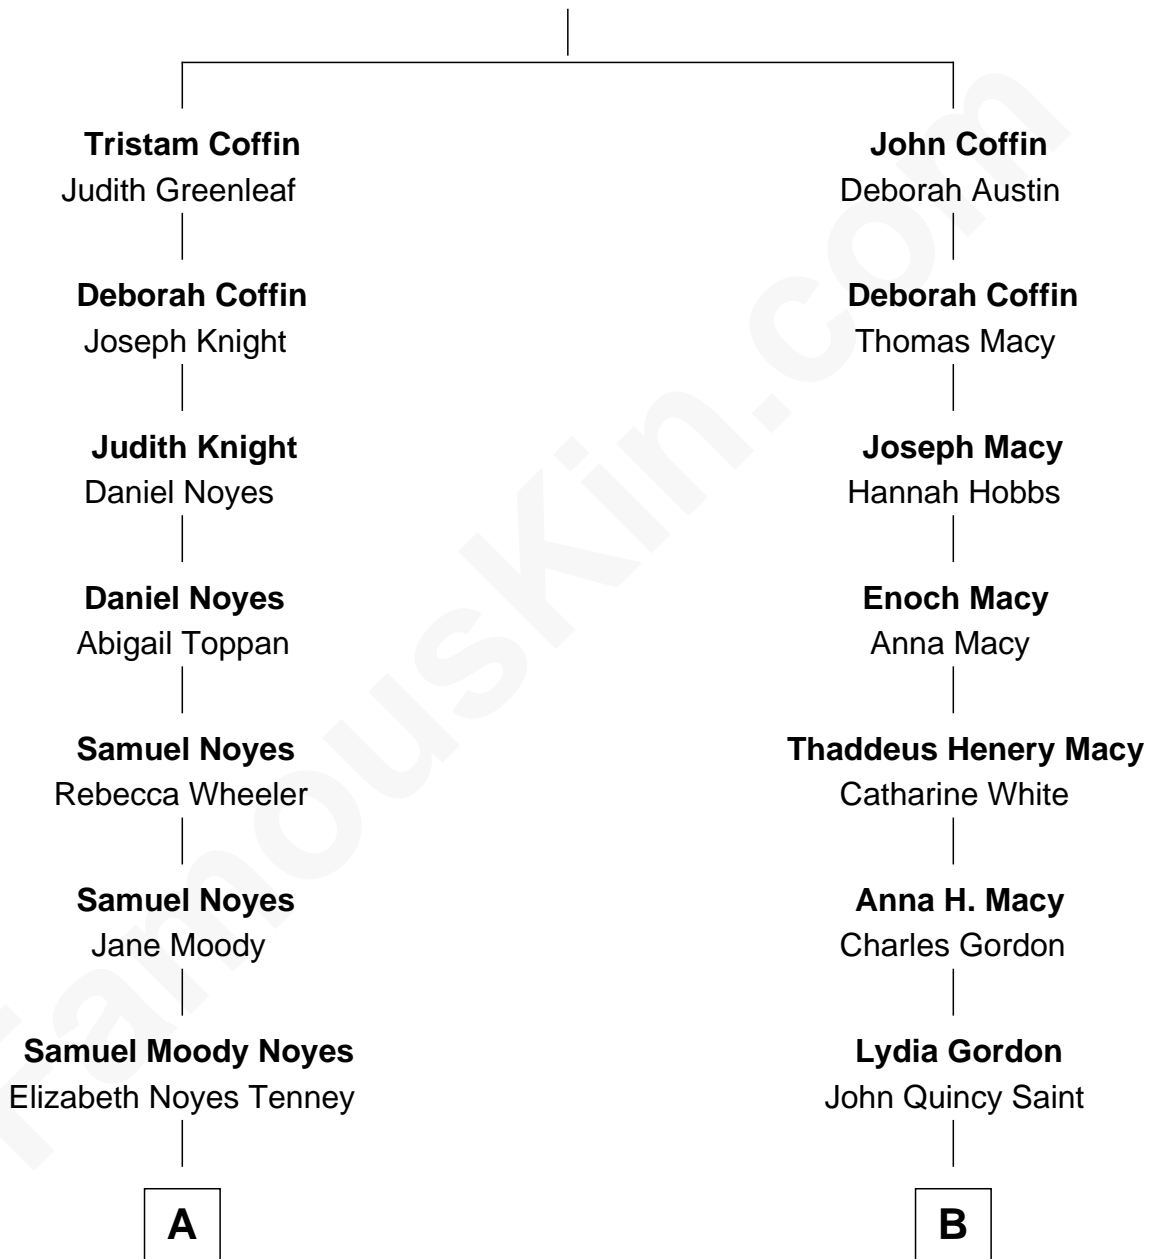 Tristam Coffin
Judith Greenleaf
Deborah Coffin
Joseph Knight
Judith Knight
Daniel Noyes
Daniel Noyes
Abigail Toppan
Samuel Noyes
Rebecca Wheeler
Samuel Noyes
Jane Moody
Samuel Moody Noyes
Elizabeth Noyes Tenney
A
John Coffin
Deborah Austin
Deborah Coffin
Thomas Macy
Joseph Macy
Hannah Hobbs
Enoch Macy
Anna Macy
Thaddeus Henery Macy
Catharine White
Anna H. Macy
Charles Gordon
Lydia Gordon
John Quincy Saint
B
FamousKin.com